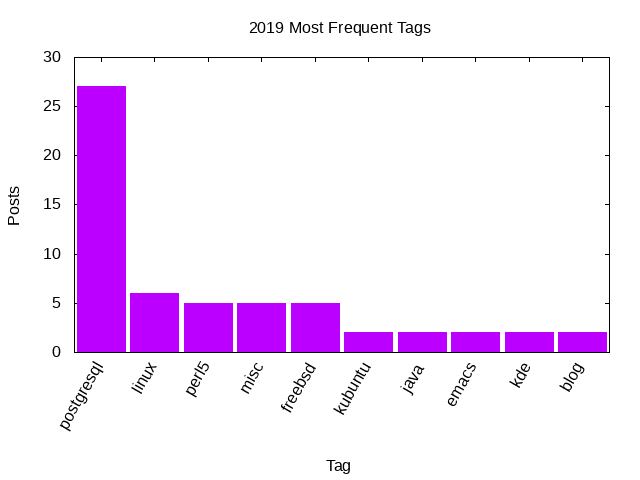 2019 Most Frequent Tags
30
25
20
15
10
5
0
Posts
postgresql
linux
perl5
misc
freebsd
kubuntu
java
emacs
kde
blog
Tag